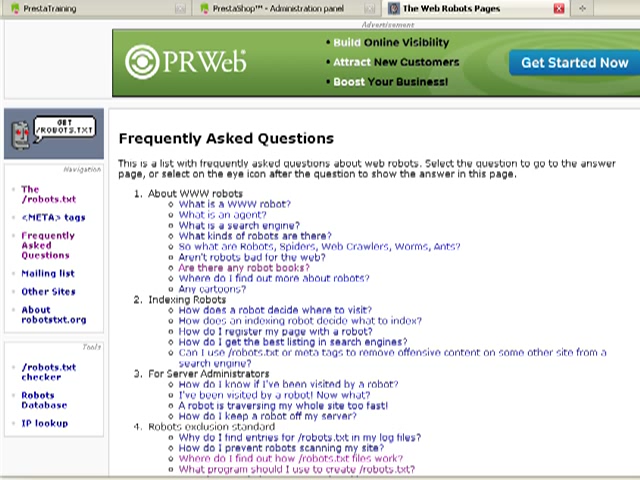 PrestaTraining
PrestaShop™ - Administration panel
The Web Robots Pages
Advertisement
PRWeb®
• Build Online Visibility
• Attract New Customers
• Boost Your Business!
Get Started Now
GET
/ROBOTS.TXT
Navigation
The
/robots.txt
<META> tags
Frequently
Asked
Questions
Mailing list
Other Sites
About
robotstxt.org
Tools
/robots.txt
checker
Robots
Database
IP lookup
Frequently Asked Questions
This is a list with frequently asked questions about web robots. Select the question to go to the answer
page, or select on the eye icon after the question to show the answer in this page.
1. About WWW robots
What is a WWW robot?
What is an agent?
What is a search engine?
What kinds of robots are there?
So what are Robots, Spiders, Web Crawlers, Worms, Ants?
Aren't robots bad for the web?
Are there any robot books?
Where do I find out more about robots?
Any cartoons?
2. Indexing Robots
How does a robot decide where to visit?
How does an indexing robot decide what to index?
How do I register my page with a robot?
How do I get the best listing in search engines?
Can I use /robots.txt or meta tags to remove offensive content on some other site from a
search engine?
3. For Server Administrators
How do I know if I've been visited by a robot?
I've been visited by a robot! Now what?
A robot is traversing my whole site too fast!
How do I keep a robot off my server?
4. Robots exclusion standard
Why do I find entries for /robots.txt in my log files?
How do I prevent robots scanning my site?
Where do I find out how /robots.txt files work?
What program should I use to create /robots.txt?